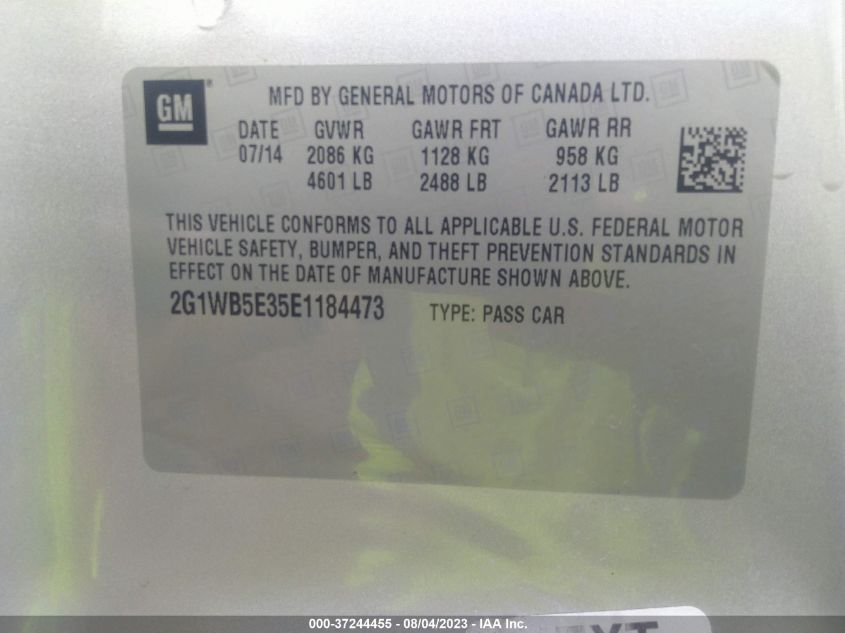 GM ®
MFD BY GENERAL MOTORS OF CANADA LTD.
DATE GVWR GAWR FRT GAWR RR
07/14 2086 KG 1128 KG 958 KG
4601 LB 2488 LB 2113 LB
THIS VEHICLE CONFORMS TO ALL APPLICABLE U.S. FEDERAL MOTOR
VEHICLE SAFETY, BUMPER, AND THEFT PREVENTION STANDARDS IN
EFFECT ON THE DATE OF MANUFACTURE SHOWN ABOVE.
2G1WB5E35E1184473 TYPE: PASS CAR
000-37244455 - 08/04/2023 - IAA Inc.